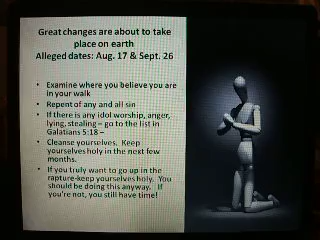 Great changes are about to take
place on earth
Alleged dates: Aug. 17 & Sept. 26
• Examine where you believe you are
in your walk
• Repent of any and all sin
• If there is any idol worship, anger,
lying, stealing – go to the list in
Galatians 5:18 –
• Cleanse yourselves. Keep
yourselves holy in the next few
months.
• If you truly want to go up in the
rapture-keep yourselves holy. You
should be doing this anyway. If
you're not, you still have time!